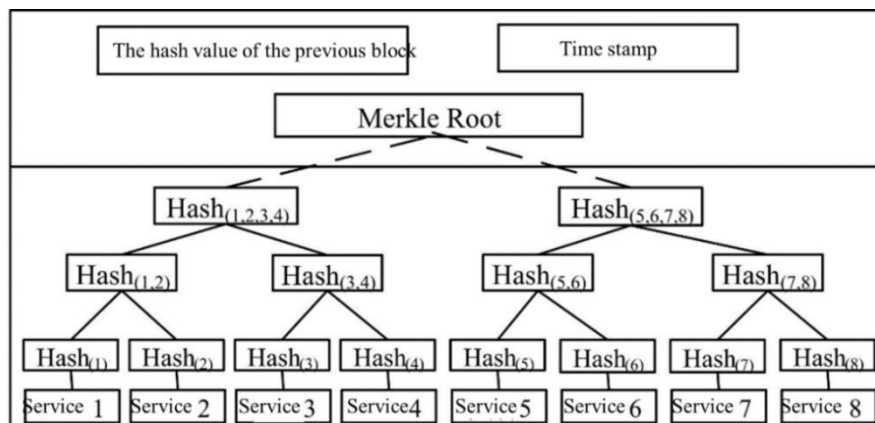 The hash value of the previous block
Time stamp
Merkle Root
Hash(1,2,3,4)
Hash(5,6,7,8)
Hash(1,2)
Hash(3,4)
Hash(5,6)
Hash(7,8)
Hash(1)
Hash(2)
Hash(3)
Hash(4)
Hash(5)
Hash(6)
Hash(7)
Hash(8)
Service 1
Service 2
Service 3
Service4
Service 5
Service 6
Service 7
Service 8